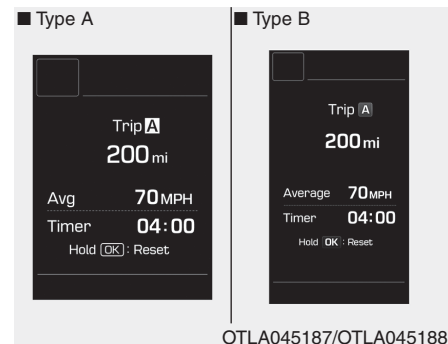 ■ Type A
Trip A
200 mi
Avg 70 MPH
Timer 04:00
Hold OK : Reset
■ Type B
Trip A
200 mi
Average 70 MPH
Timer 04:00
Hold OK : Reset
OTLA045187/OTLA045188